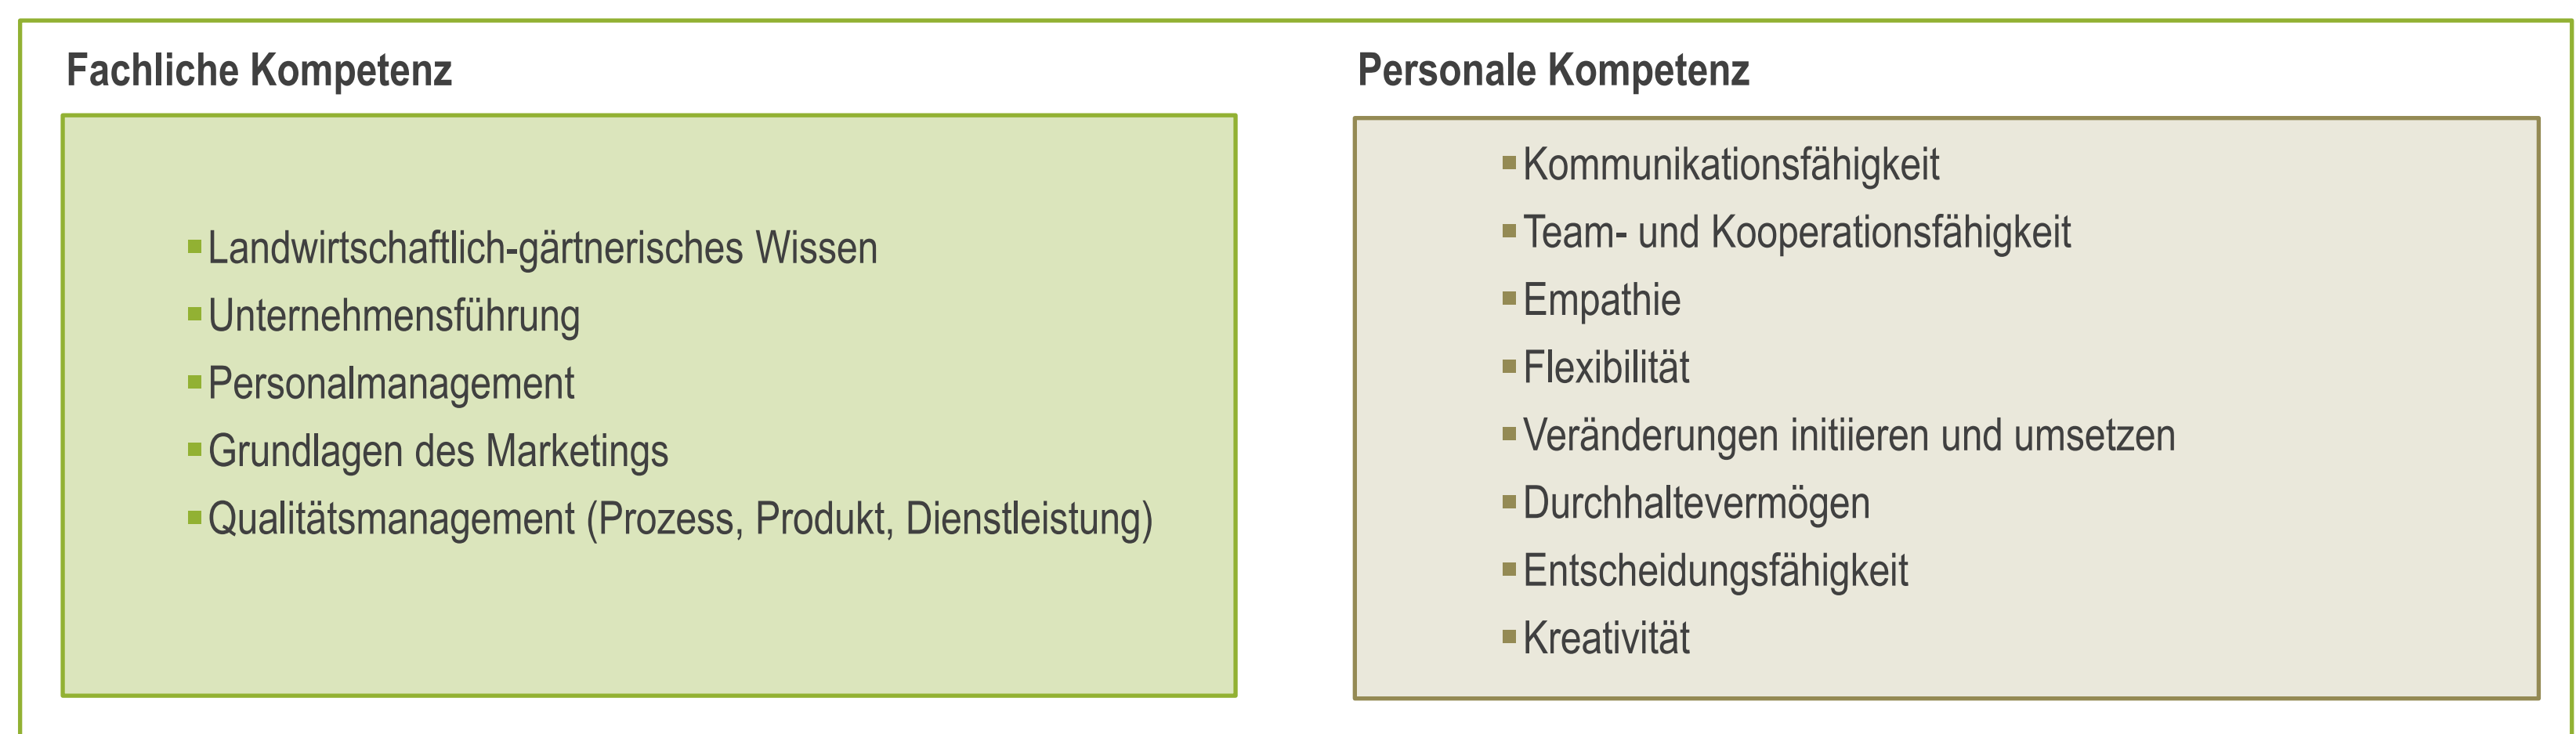 Fachliche Kompetenz
Landwirtschaftlich-gärtnerisches Wissen
Unternehmensführung
Personalmanagement
Grundlagen des Marketings
Qualitätsmanagement (Prozess, Produkt, Dienstleistung)
Personale Kompetenz
Kommunikationsfähigkeit
Team- und Kooperationsfähigkeit
Empathie
Flexibilität
Veränderungen initiieren und umsetzen
Durchhaltevermögen
Entscheidungsfähigkeit
Kreativität